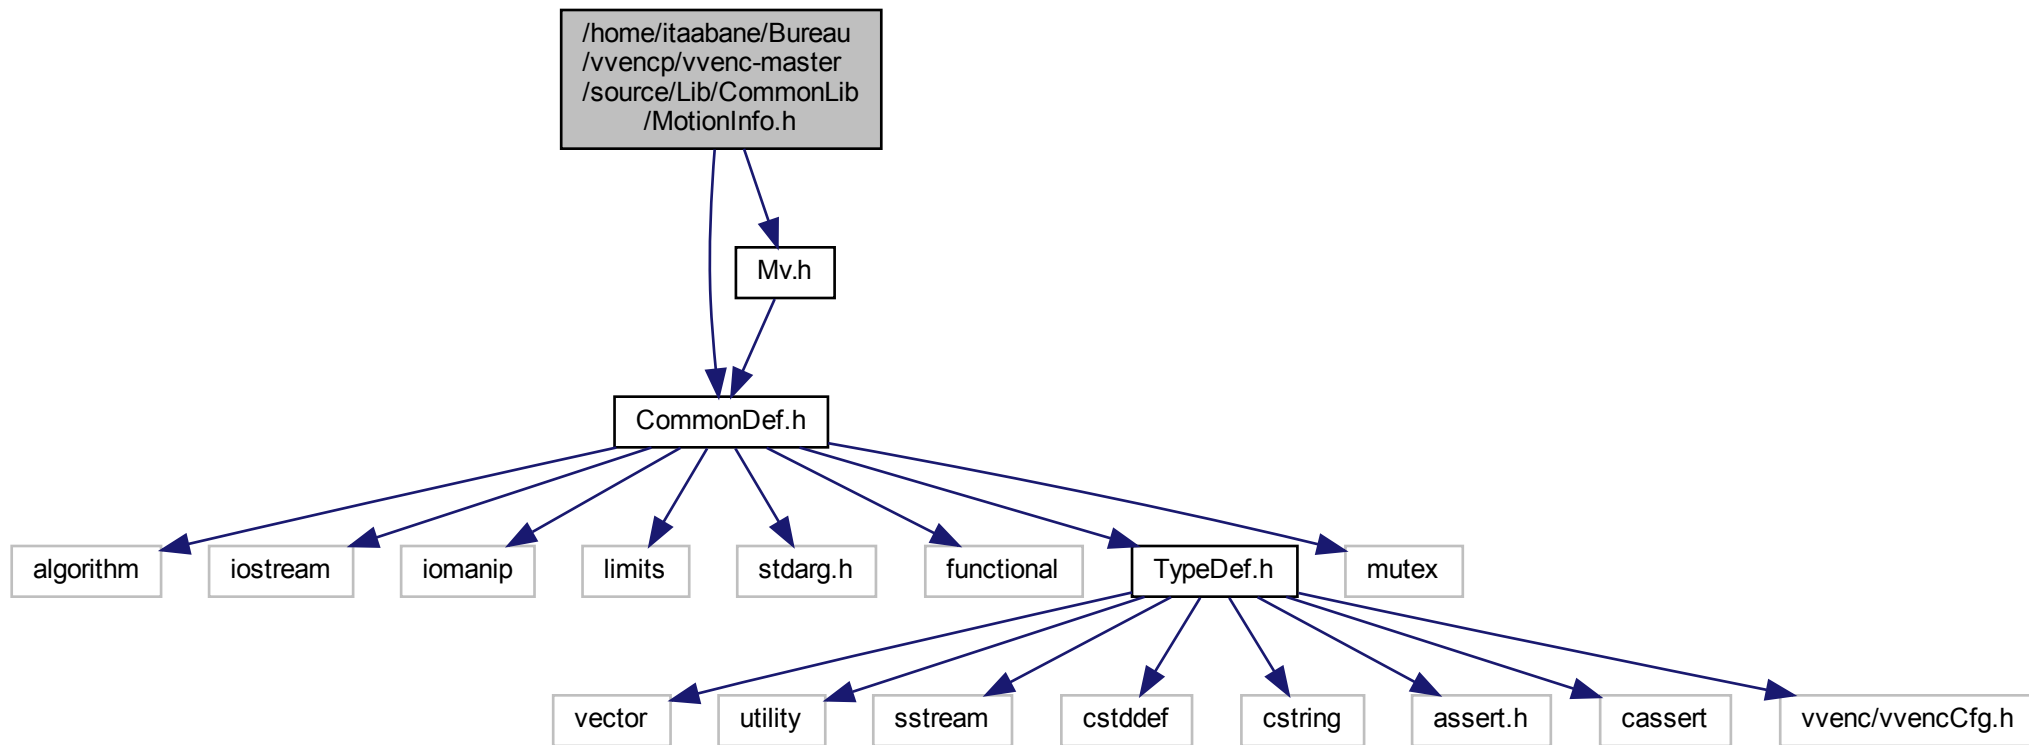 /home/itaabane/Bureau
/vvencp/vvenc-master
/source/Lib/CommonLib
/MotionInfo.h
Mv.h
CommonDef.h
algorithm
iostream
iomanip
limits
stdarg.h
functional
TypeDef.h
mutex
vector
utility
sstream
cstddef
cstring
assert.h
cassert
vvenc/vvencCfg.h